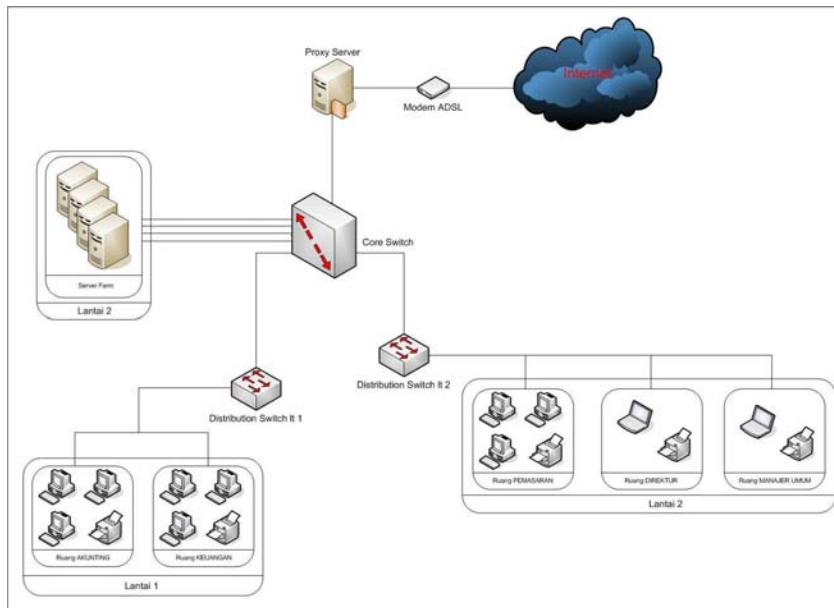 Proxy Server
Internet
Modem ADSL
Core Switch
Server Farm
Lantai 2
Distribution Switch lt 2
Distribution Switch lt 1
Ruang PEMASARAN
Ruang DIREKTUR
Ruang MANAJER UMUM
Lantai 2
Ruang AKUNTING
Ruang KEUANGAN
Lantai 1